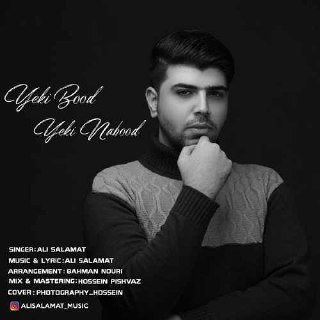 Yeki Bood
Yeki Nabood
SINGER:ALI SALAMAT
MUSIC & LYRIC:ALI SALAMAT
ARRANGEMENT : BAHMAN NOURI
MIX & MASTERING:HOSSEIN PISHVAZ
COVER : PHOTOGRAPHY_HOSSEIN
ALISALAMAT_MUSIC